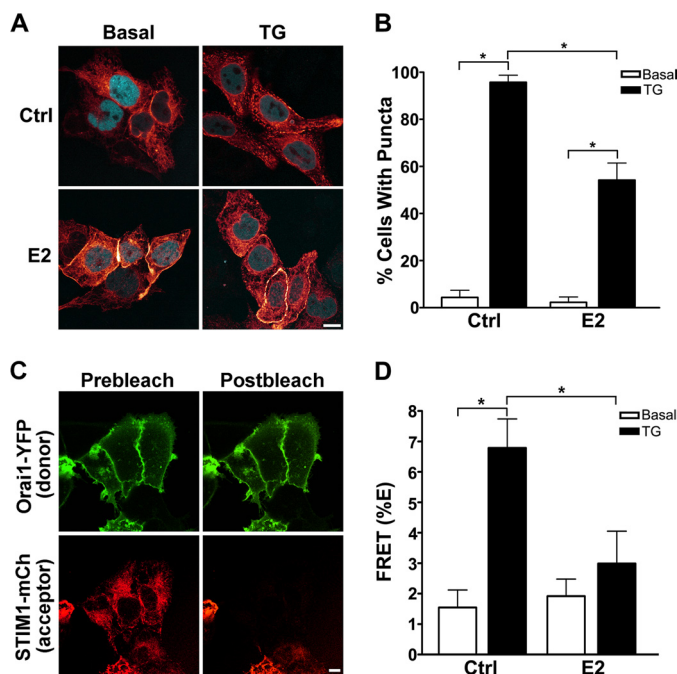 A
Basal
TG
Ctrl
E2
B
% Cells With Puncta
100
80
60
40
20
0
*
*
*
Basal
TG
Ctrl
E2
C
Prebleach
Postbleach
Orai1-YFP
(donor)
STIM1-mCh
(acceptor)
D
FRET (%E)
8
7
6
5
4
3
2
1
0
*
*
Basal
TG
Ctrl
E2